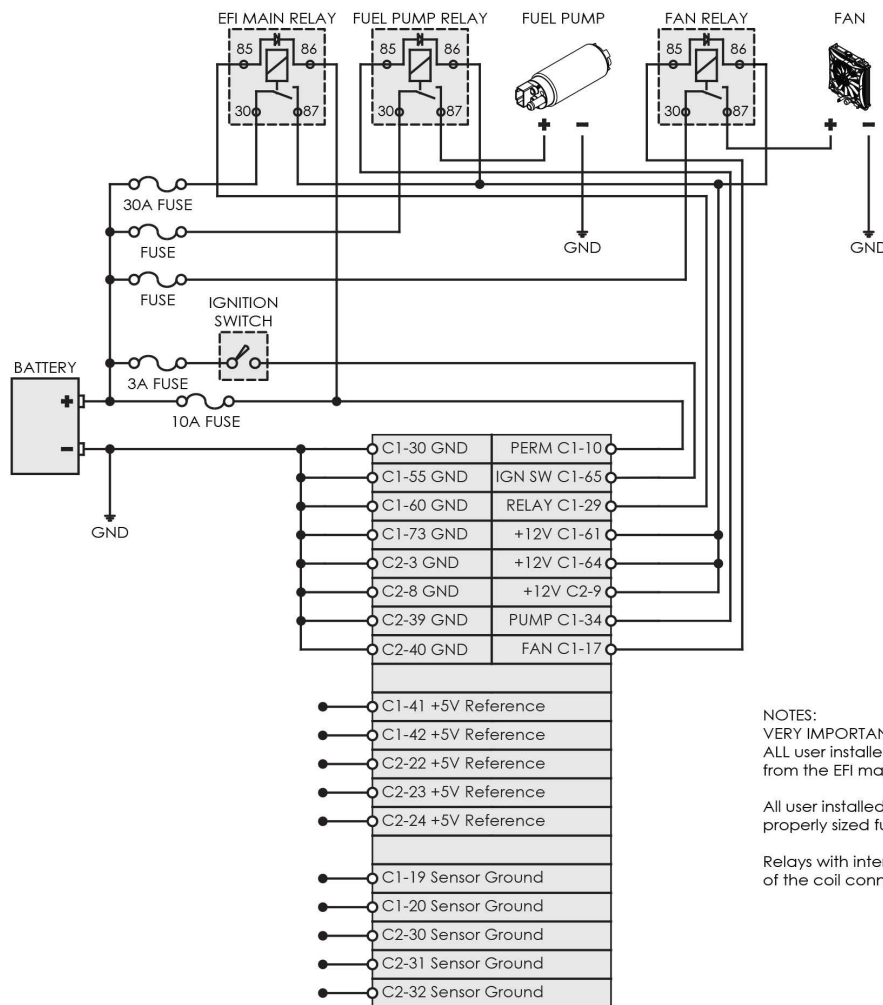 EFI MAIN RELAY
FUEL PUMP RELAY
FUEL PUMP
FAN RELAY
FAN
85 86
30 87
85 86
30 87
+ -
85 86
30 87
+ -
30A FUSE
FUSE
GND
GND
FUSE
IGNITION
SWITCH
3A FUSE
BATTERY
+
-
10A FUSE
GND
C1-30 GND PERM C1-10
C1-55 GND IGN SW C1-65
C1-60 GND RELAY C1-29
C1-73 GND +12V C1-61
C2-3 GND +12V C1-64
C2-8 GND +12V C2-9
C2-39 GND PUMP C1-34
C2-40 GND FAN C1-17
C1-41 +5V Reference
C1-42 +5V Reference
C2-22 +5V Reference
C2-23 +5V Reference
C2-24 +5V Reference
C1-19 Sensor Ground
C1-20 Sensor Ground
C2-30 Sensor Ground
C2-31 Sensor Ground
C2-32 Sensor Ground
NOTES:
VERY
ALL user
from the EFI
All user installed
properly sized
Relays with
of the coil